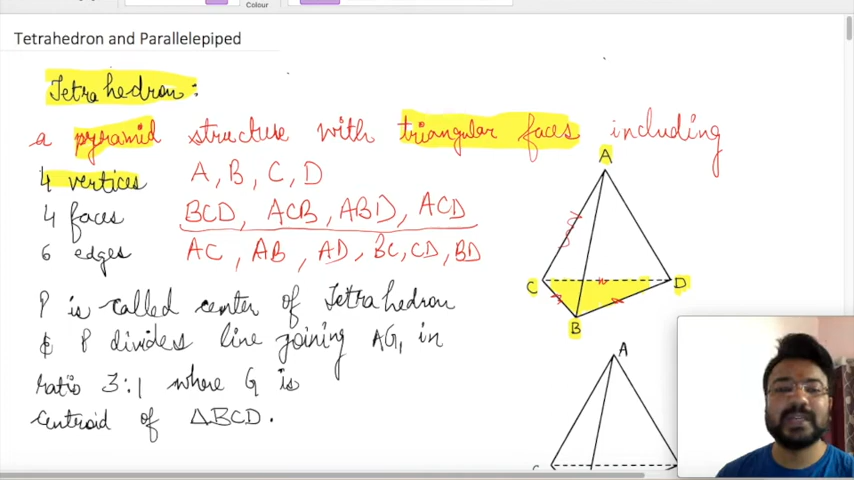 Colour
Tetrahedron and Parallelepiped
Tetrahedron:
a pyramid structure with triangular faces including
4 vertices A, B, C, D
4 faces BCD, ACB, ABD, ACD
6 edges AC, AB, AD, BC, CD, BD
P is called center of Tetrahedron
& P dividers line joining AG, in
ratio 3:1 where G is
centroid of ΔBCD.
A
C
D
B
A